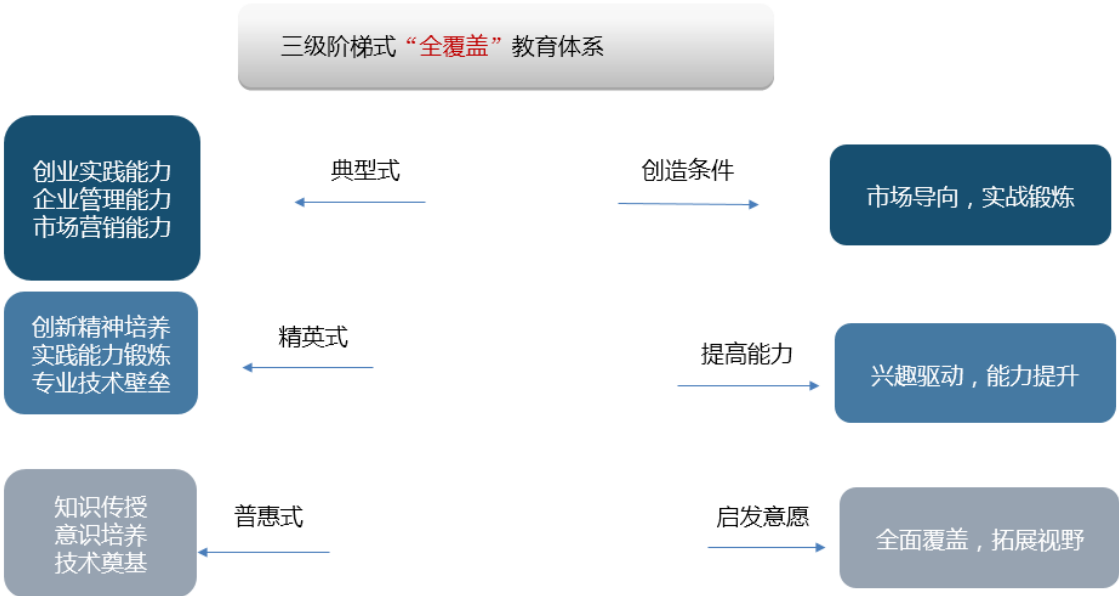 三级阶梯式“全覆盖”教育体系
创业实践能力
企业管理能力
市场营销能力
典型式
创造条件
市场导向，实战锻炼
创新精神培养
实践能力锻炼
专业技术壁垒
精英式
提高能力
兴趣驱动，能力提升
知识传授
意识培养
技术奠基
普惠式
启发意愿
全面覆盖，拓展视野